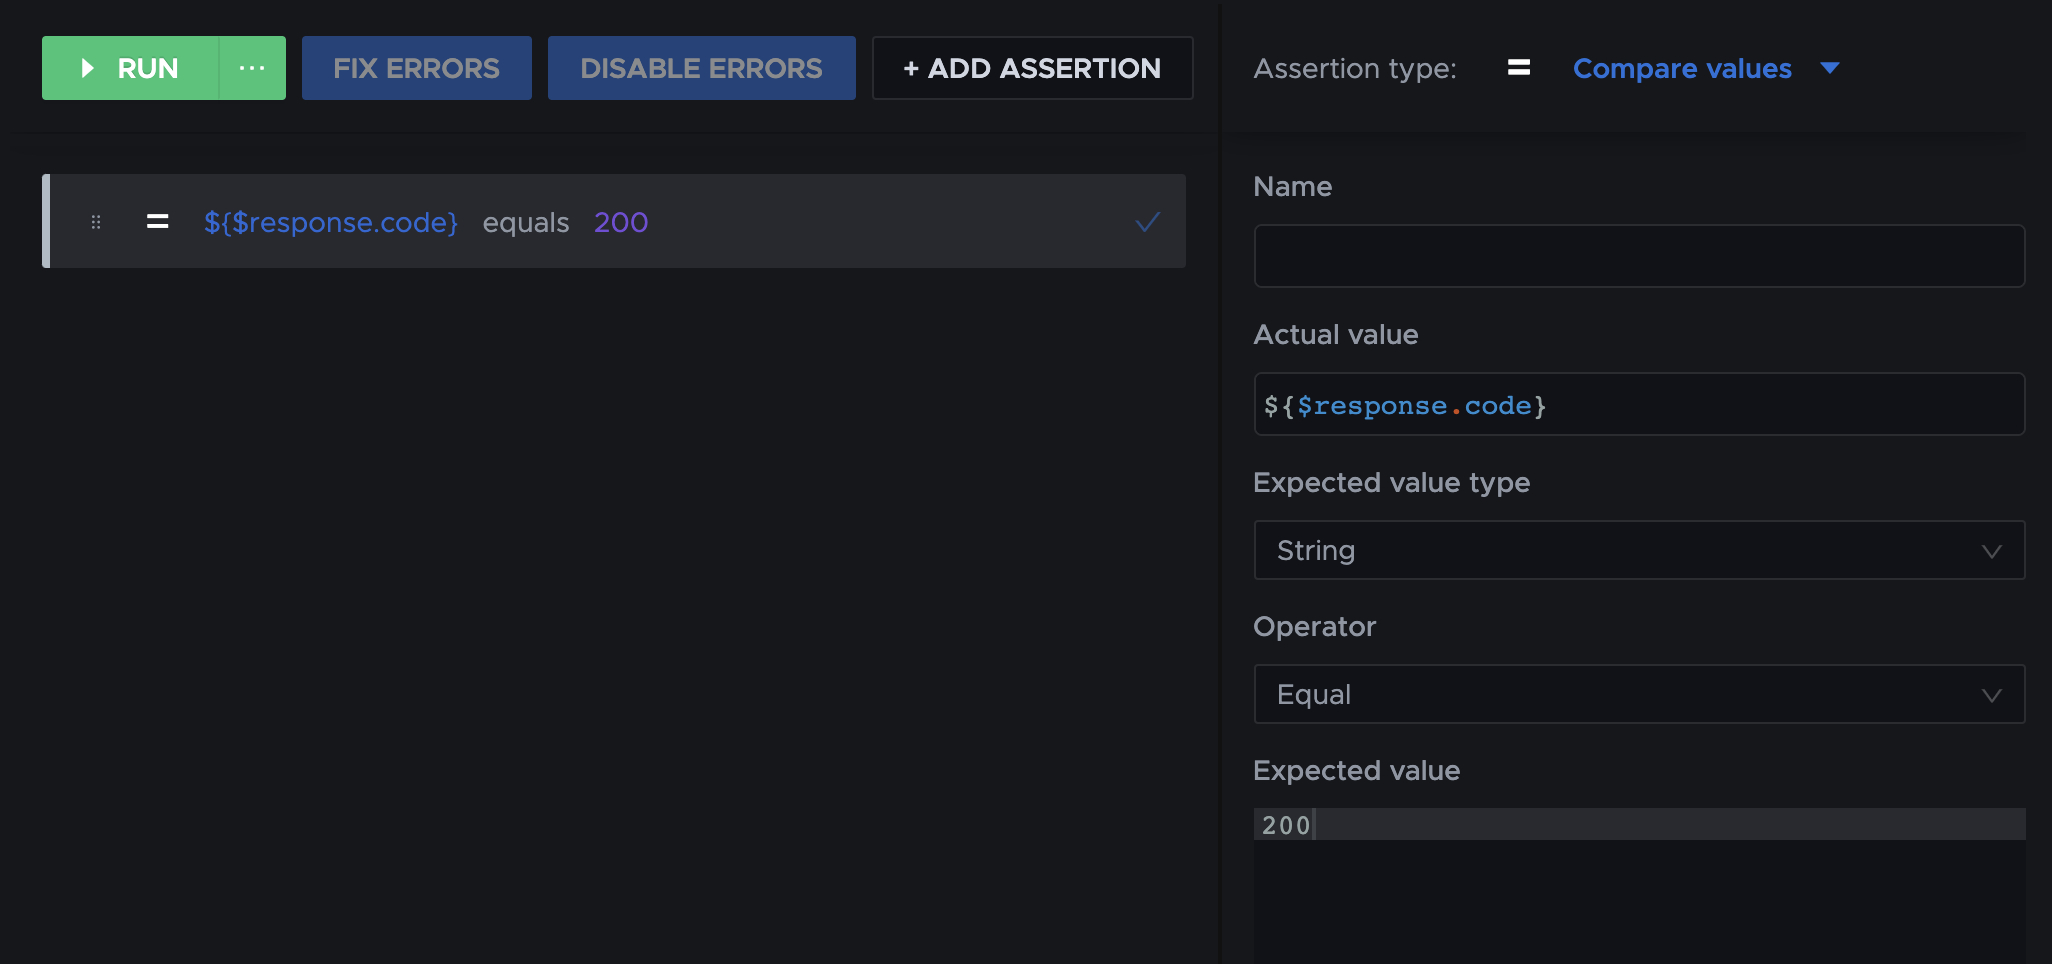 RUN ... FIX ERRORS DISABLE ERRORS + ADD ASSERTION
${$response.code} equals 200
Assertion type: = Compare values
Name
Actual value
${$response.code}
Expected value type
String
Operator
Equal
Expected value
200